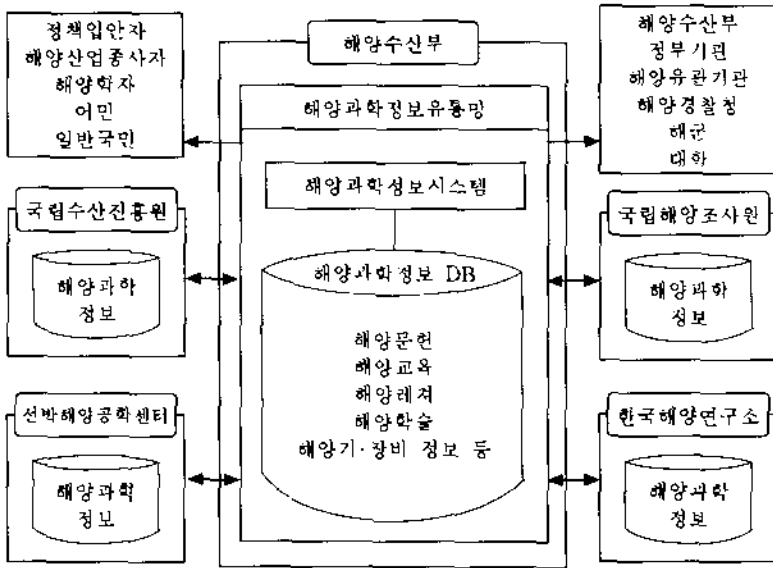 정책입안자
해양산업종사자
해양학자
어민
일반국민
해양수산부
해양과학정보유통망
해양과학정보시스템
해양과학정보 DB
해양문헌
해양교육
해양레져
해양학술
해양기·장비 정보 등
해양수산부
정부기관
해양유관기관
해양경찰청
해군
대학
국립수산진흥원
해양과학
정보
국립해양조사원
해양과학
정보
선박해양공학센터
해양과학
정보
한국해양연구소
해양과학
정보